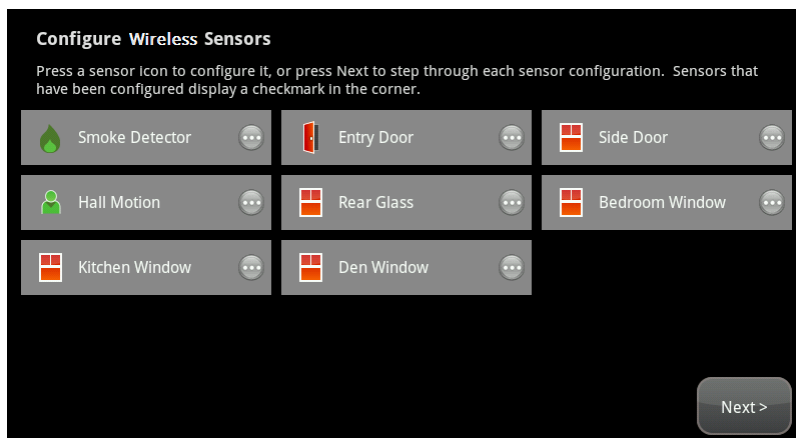 Configure Wireless Sensors
Press a sensor icon to configure it, or press Next to step through each sensor configuration.  Sensors that
have been configured display a checkmark in the corner.
Smoke Detector
Entry Door
Side Door
Hall Motion
Rear Glass
Bedroom Window
Kitchen Window
Den Window
Next >